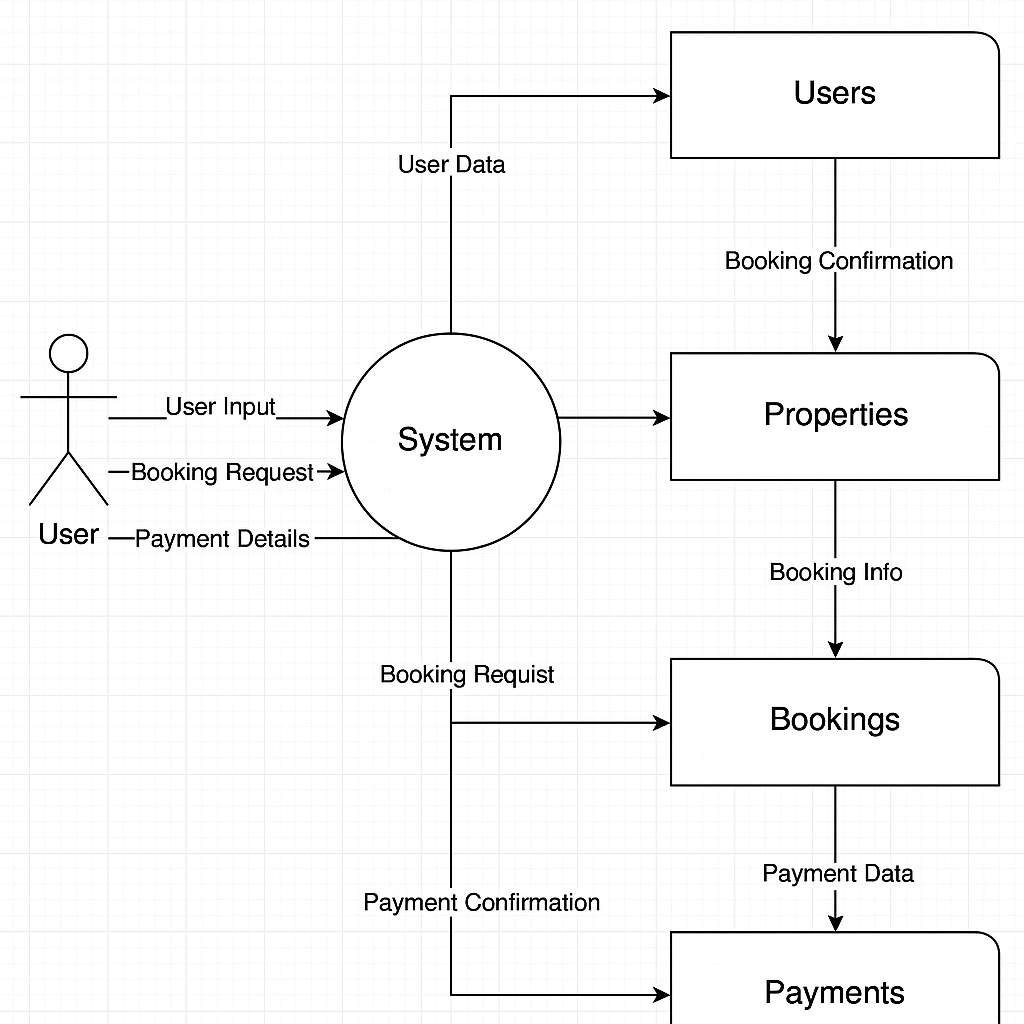 Users
User Data
Booking Confirmation
User Input
Properties
System
Booking Request
User
Payment Details
Booking Info
Booking Requist
Bookings
Payment Data
Payment Confirmation
Payments